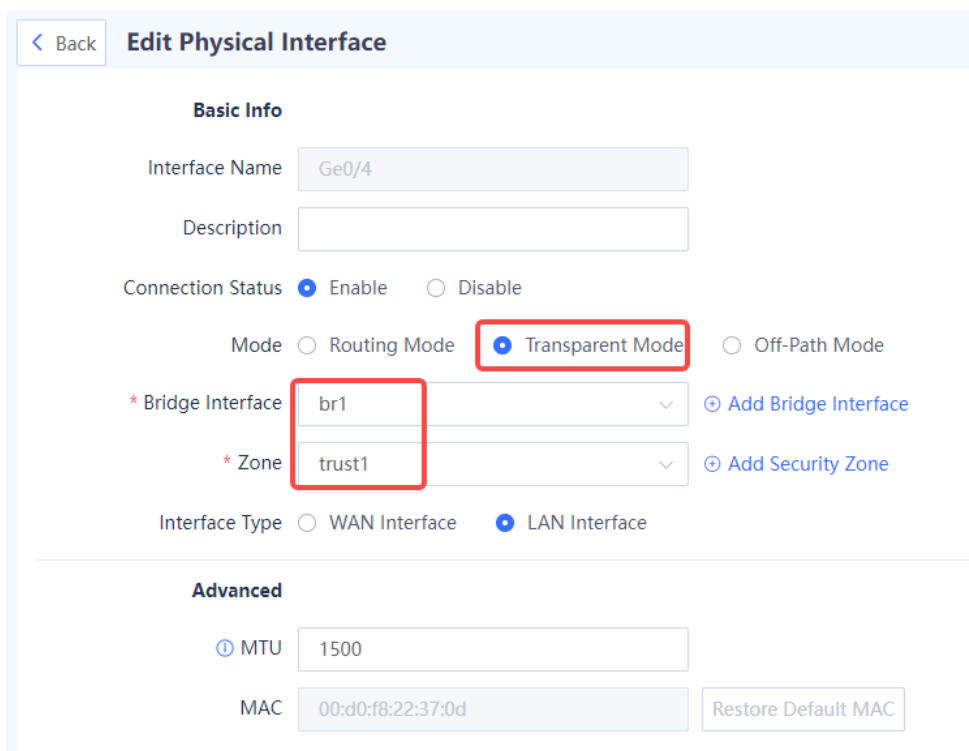 Back Edit Physical Interface
Basic Info
Interface Name Ge0/4
Description
Connection Status Enable Disable
Mode Routing Mode Transparent Mode Off-Path Mode
* Bridge Interface br1 Add Bridge Interface
* Zone trust1 Add Security Zone
Interface Type WAN Interface LAN Interface
Advanced
MTU 1500
MAC 00:d0:f8:22:37:0d Restore Default MAC